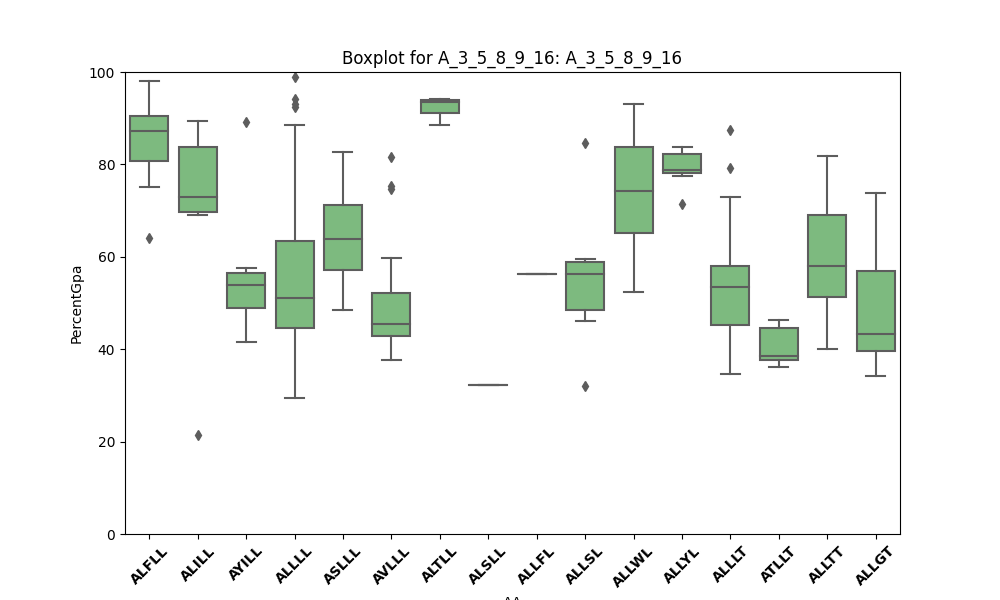 Boxplot for A_3_5_8_9_16: A_3_5_8_9_16
100
80
60
40
20
0
PercentGpa
ALFLL ALILL AYILL ALLLL ASLLL AVLLL ALTLL ALSLL ALLFL ALLSL ALLWL ALLYL ALLLT ATLLT ALLTT ALLGT